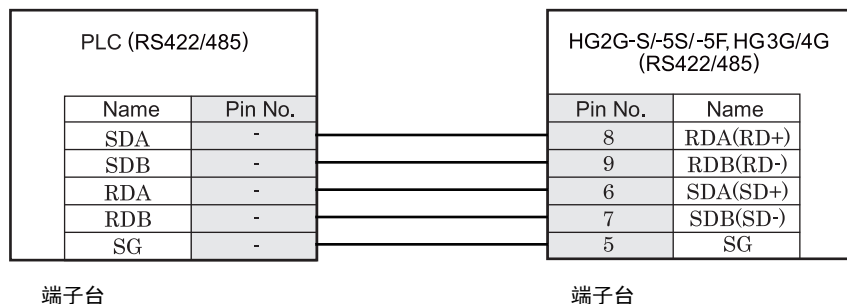 PLC (RS422/485)
HG2G-S/-5S/-5F, HG3G/4G
(RS422/485)
Name Pin No. Pin No. Name
SDA - 8 RDA(RD+)
SDB - 9 RDB(RD-)
RDA - 6 SDA(SD+)
RDB - 7 SDB(SD-)
SG - 5 SG
端子台 端子台